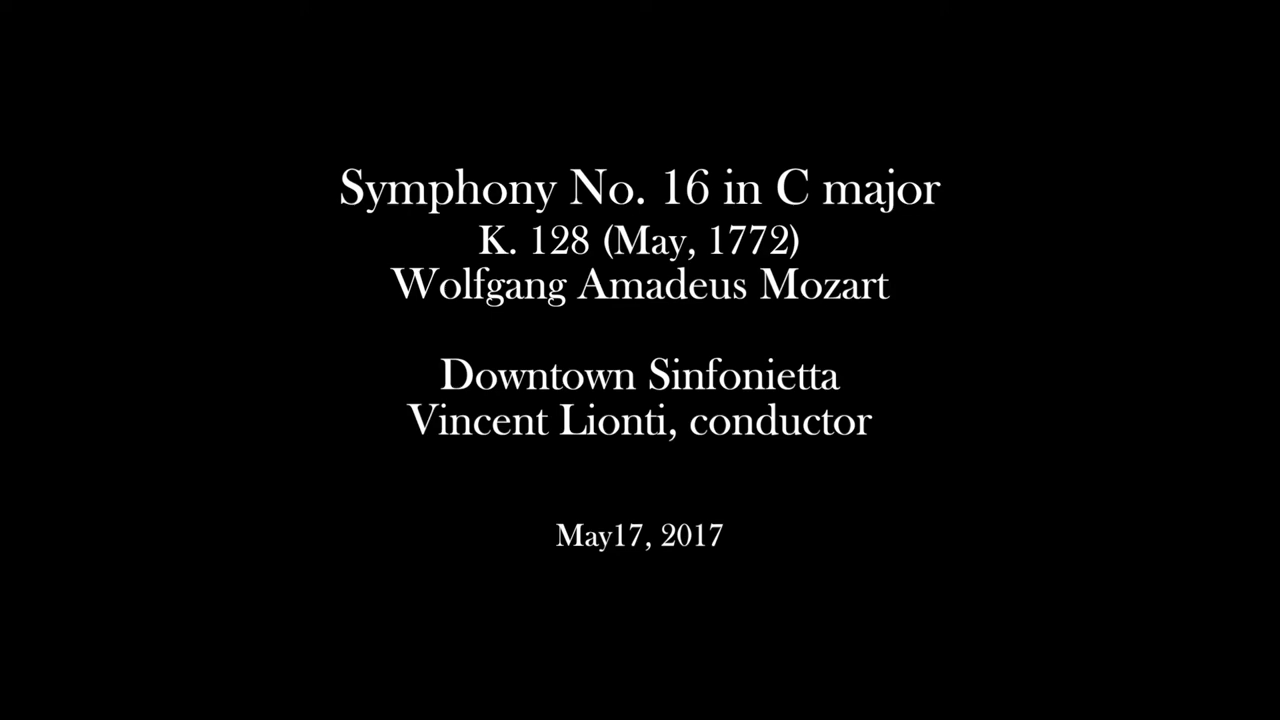 Symphony No. 16 in C major
K. 128 (May, 1772)
Wolfgang Amadeus Mozart
Downtown Sinfonietta
Vincent Lionti, conductor
May17, 2017